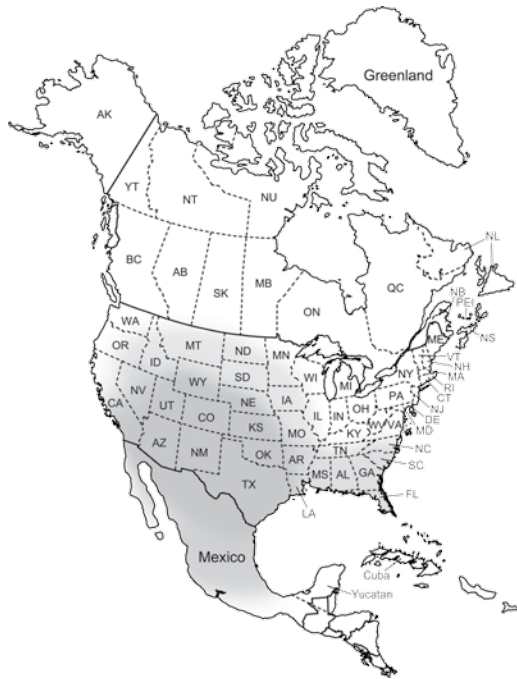 Greenland
AK
YT
NT
NU
NL
BC
AB
SK
MB
ON
QC
NB
PEI
NS
ME
WA
OR
ID
MT
ND
MN
SD
WY
WI
MI
NY
VT
NH
MA
RI
CT
NJ
DE
MD
PA
NV
CA
UT
CO
NE
IA
IL
IN
OH
WV
VA
KS
MO
KY
AZ
NM
OK
AR
TN
NC
SC
MS
AL
GA
TX
LA
FL
Mexico
Cuba
Yucatan